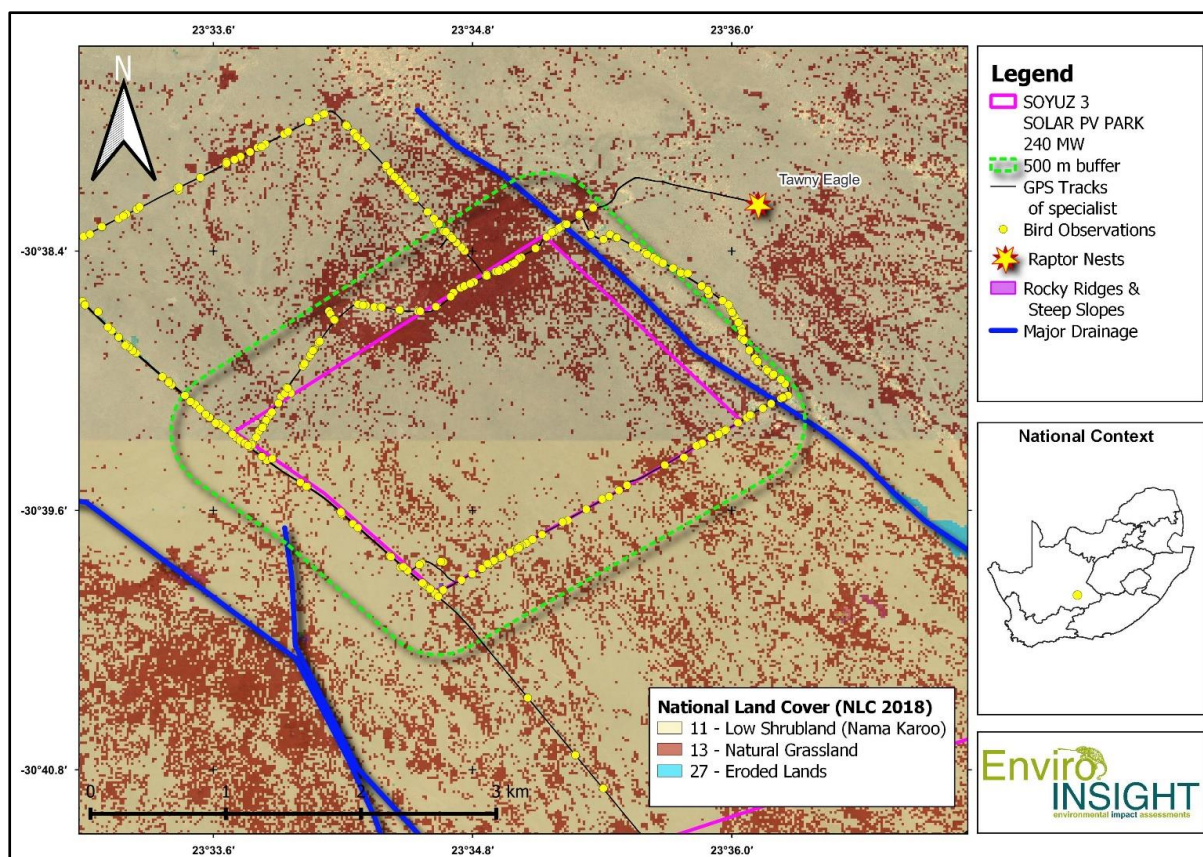 23°33.6′ 23°34.8′ 23°36.0′
N
Tawny Eagle
-30°38.4′
-30°39.6′
-30°40.8′
0 1 2 3 km
23°33.6′ 23°34.8′ 23°36.0′
National Land Cover (NLC 2018)
11 - Low Shrubland (Nama Karoo)
13 - Natural Grassland
27 - Eroded Lands
Legend
SOYUZ 3
SOLAR PV PARK
240 MW
500 m buffer
GPS Tracks
of specialist
Bird Observations
Raptor Nests
Rocky Ridges &
Steep Slopes
Major Drainage
National Context
Enviro
INSIGHT
environmental impact assessments